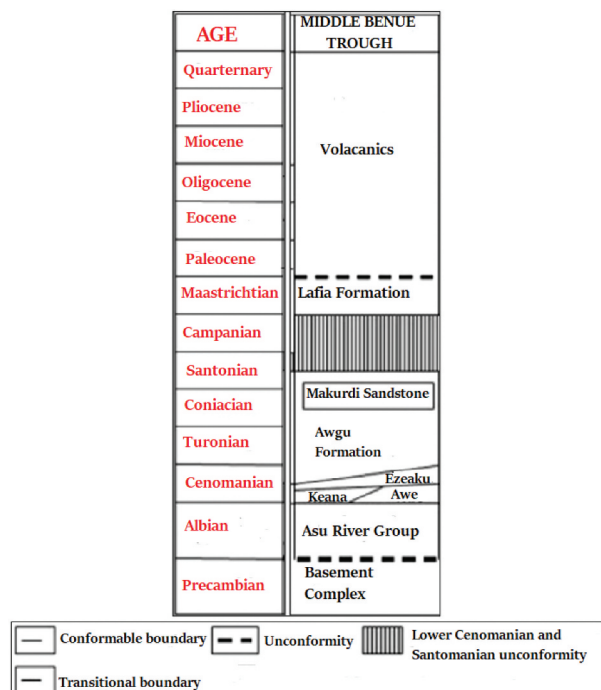 AGE
MIDDLE BENUE
TROUGH
Quarternary
Pliocene
Miocene
Volacanics
Oligocene
Eocene
Paleocene
Maastrichtian
Lafia Formation
Campanian
Santonian
Coniacian
Makurdi Sandstone
Turonian
Awgu
Formation
Cenomanian
Ezeaku
Keana
Awe
Albian
Asu River Group
Precambian
Basement
Complex
Conformable boundary
Unconformity
Lower Cenomanian and
Santomanian unconformity
Transitional boundary